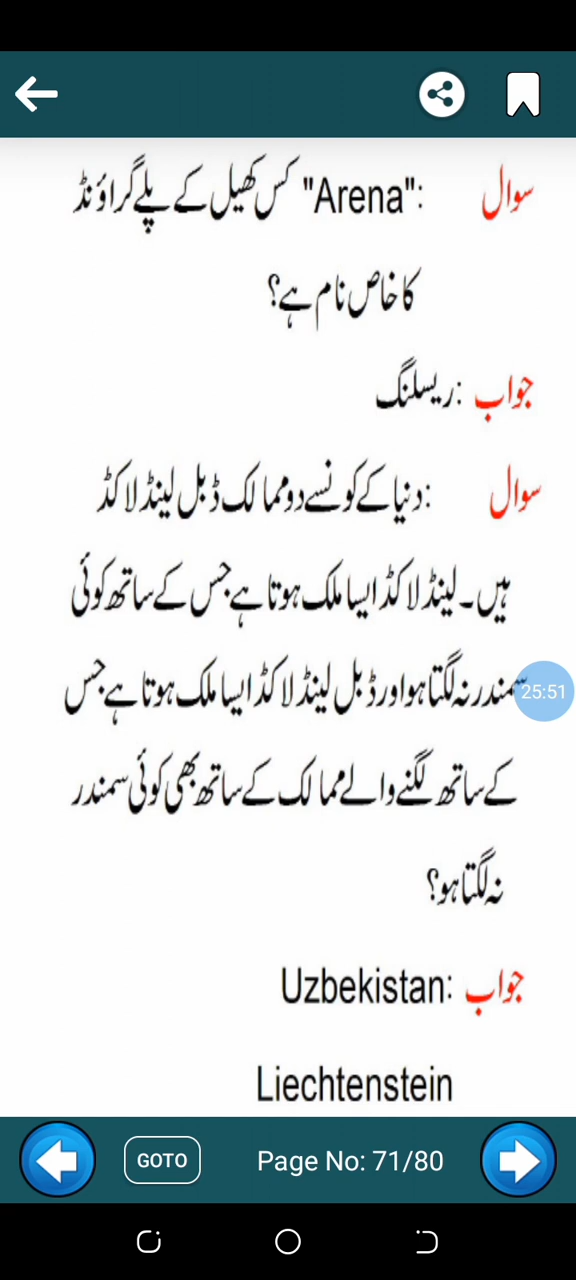 سوال :"Arena" کس کھیل کے پلے گراؤنڈ
کا خاص نام ہے؟
جواب :ریسلنگ
سوال :دنیا کے کونسے دو ممالک ڈبل لینڈ لاکڈ
ہیں۔ لینڈ لاکڈ ایسا ملک ہوتا ہے جس کے ساتھ کوئی
سمندر نہ لگتا ہو اور ڈبل لینڈ لاکڈ ایسا ملک ہوتا ہے جس
25:51
کے ساتھ لگنے والے ممالک کے ساتھ بھی کوئی سمندر
نہ لگتا ہو؟
جواب :Uzbekistan
Liechtenstein
GOTO Page No: 71/80